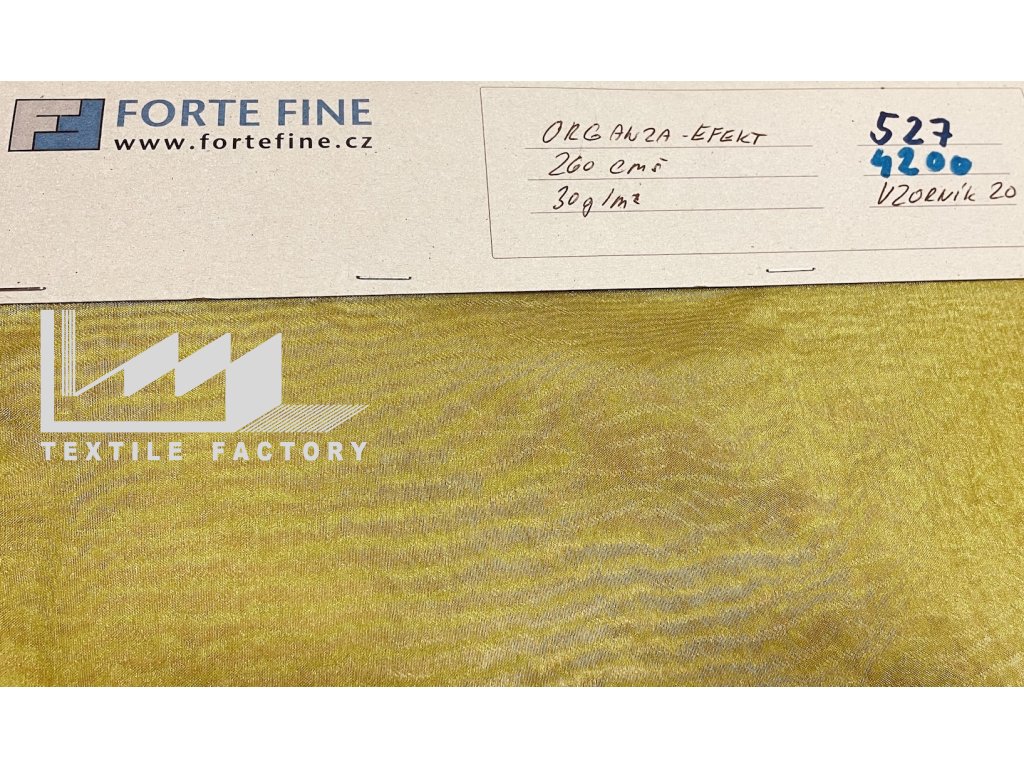 FORTE FINE
www.fortefine.cz
ORGANZA-EFEKT
260 cmš
30g/m²
527
4200
VZORNÍK 20
TEXTILE FACTORY